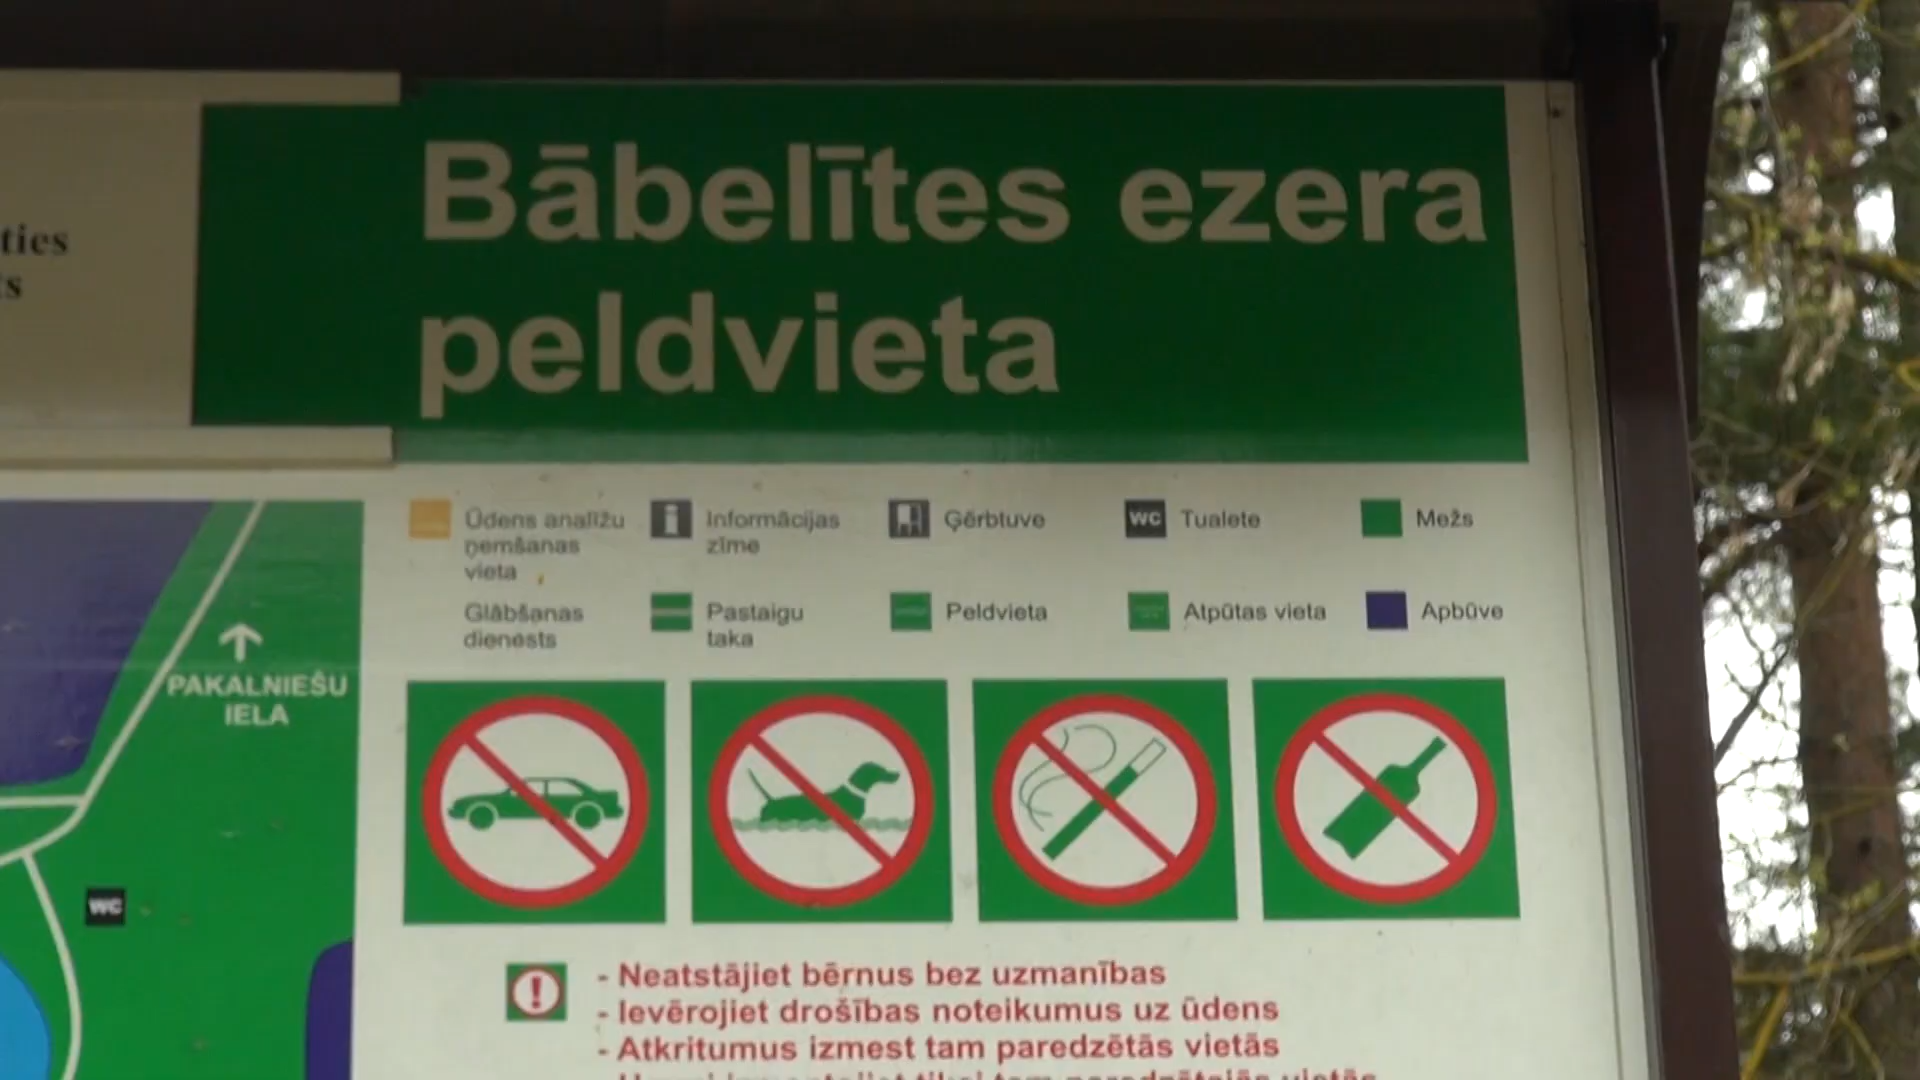 ties
ts
Bābelītes ezera
peldvieta
Ūdens analīžu
ņemšanas
vieta
Informācijas
zīme
Ģērbtuve
WC
Tualete
Mežs
Glābšanas
dienests
Pastaigu
taka
Peldvieta
Atpūtas vieta
Apbūve
PAKALNIEŠU
IELA
WC
- Neatstājiet bērnus bez uzmanības
- Ievērojiet drošības noteikumus uz ūdens
- Atkritumus izmest tam paredzētās vietās